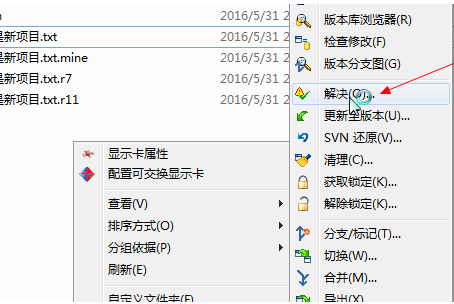 2016/5/31 2
是新项目.txt 2016/5/31 2
是新项目.txt.mine 2016/5/31 2
是新项目.txt.r7 2016/5/31 2
是新项目.txt.r11 2016/5/31 2
版本库浏览器(R)
检查修改(F)
版本分支图(G)
解决(O)...
更新至版本(U)...
SVN 还原(V)...
清理(C)...
获取锁定(K)...
解除锁定(K)...
分支/标记(T)...
切换(W)...
合并(M)...
导出(X)...
显示卡属性
配置可交换显示卡
查看(V)
排序方式(O)
分组依据(P)
刷新(E)
自定义文件夹(F)